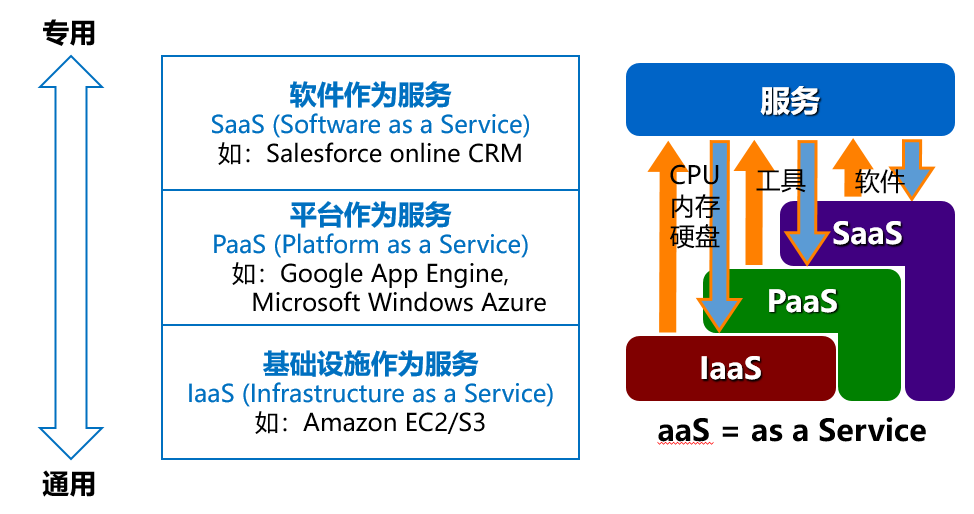 专用
软件作为服务
SaaS (Software as a Service)
如：Salesforce online CRM
平台作为服务
PaaS (Platform as a Service)
如：Google App Engine,
Microsoft Windows Azure
基础设施作为服务
IaaS (Infrastructure as a Service)
如：Amazon EC2/S3
通用
服务
CPU
内存
硬盘
工具
软件
SaaS
PaaS
IaaS
aaS = as a Service